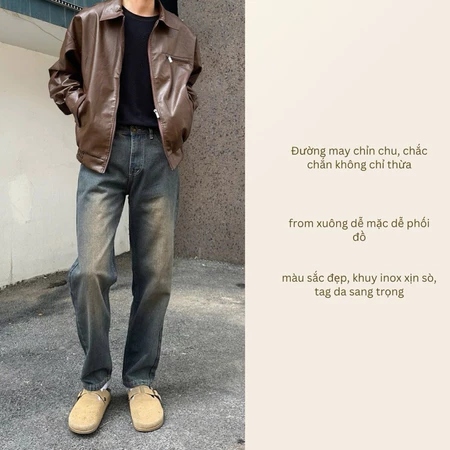 Đường may chỉn chu, chắc
chắn không chỉ thừa
from xuông dễ mặc dễ phối
đồ
màu sắc đẹp, khuy inox xịn sò,
tag da sang trọng